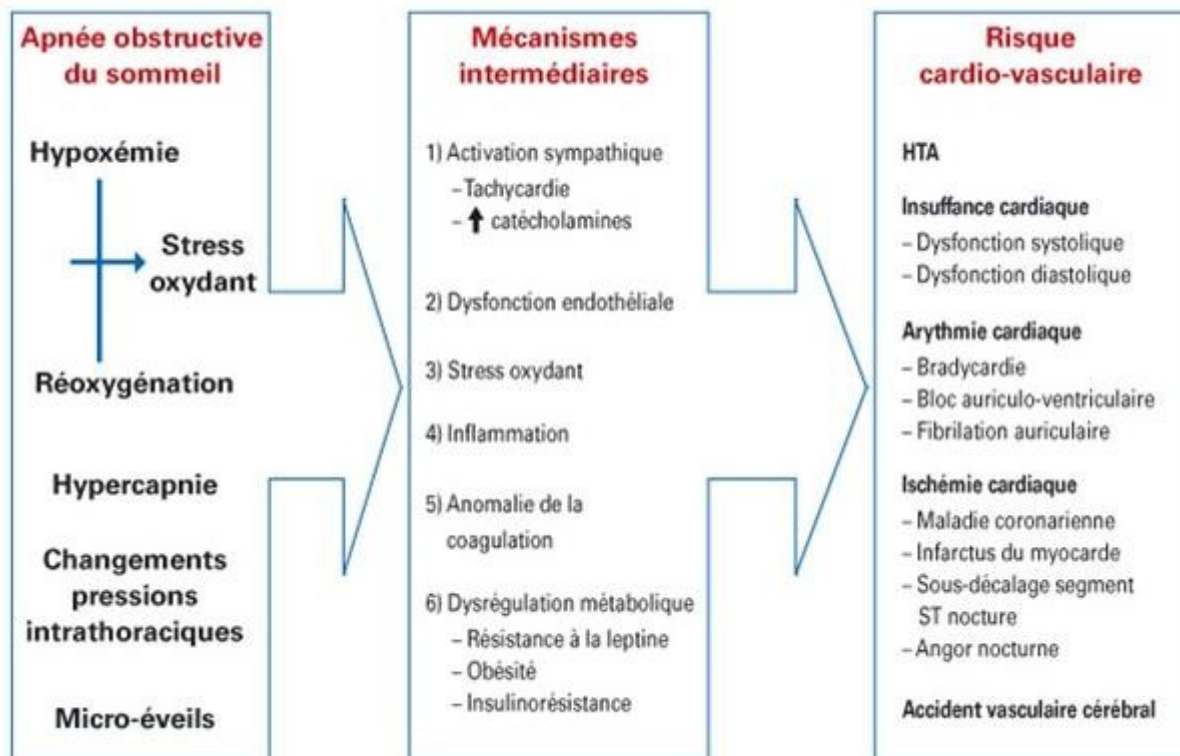 Apnée obstructive
du sommeil
Hypoxémie
Stress
oxydant
Réoxygénation
Hypercapnie
Changements
pressions
intrathoraciques
Micro-éveils
Mécanismes
intermédiaires
1) Activation sympathique
– Tachycardie
– ↑ catécholamines
2) Dysfonction endothéliale
3) Stress oxydant
4) Inflammation
5) Anomalie de la
coagulation
6) Dysrégulation métabolique
– Résistance à la leptine
– Obésité
– Insulinorésistance
Risque
cardio-vasculaire
HTA
Insuffance cardiaque
– Dysfonction systolique
– Dysfonction diastolique
Arythmie cardiaque
– Bradycardie
– Bloc auriculo-ventriculaire
– Fibrilation auriculaire
Ischémie cardiaque
– Maladie coronarienne
– Infarctus du myocarde
– Sous-décalage segment
ST nocture
– Angor nocturne
Accident vasculaire cérébral